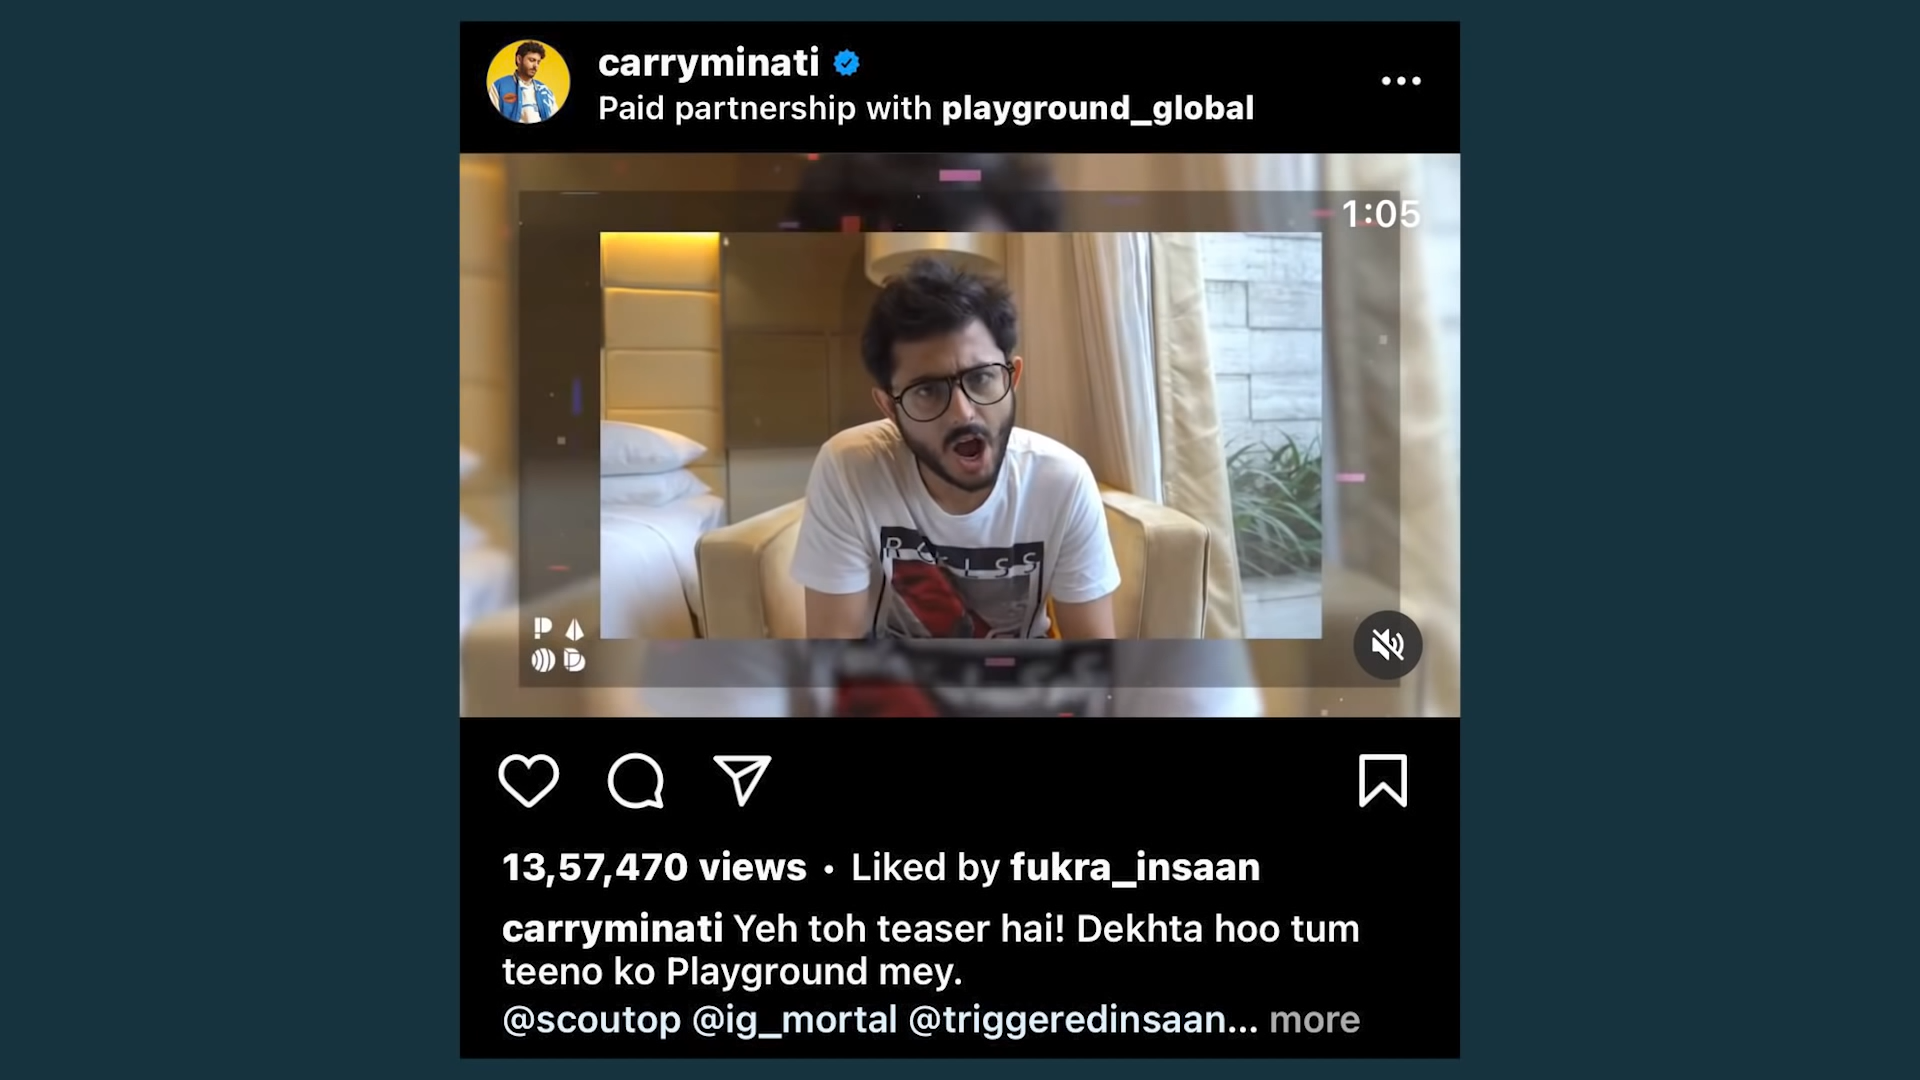 carryminati
Paid partnership with playground_global
1:05
13,57,470 views • Liked by fukra_insaan
carryminati Yeh toh teaser hai! Dekhta hoo tum
teeno ko Playground mey.
@scoutop @ig_mortal @triggeredinsaan... more